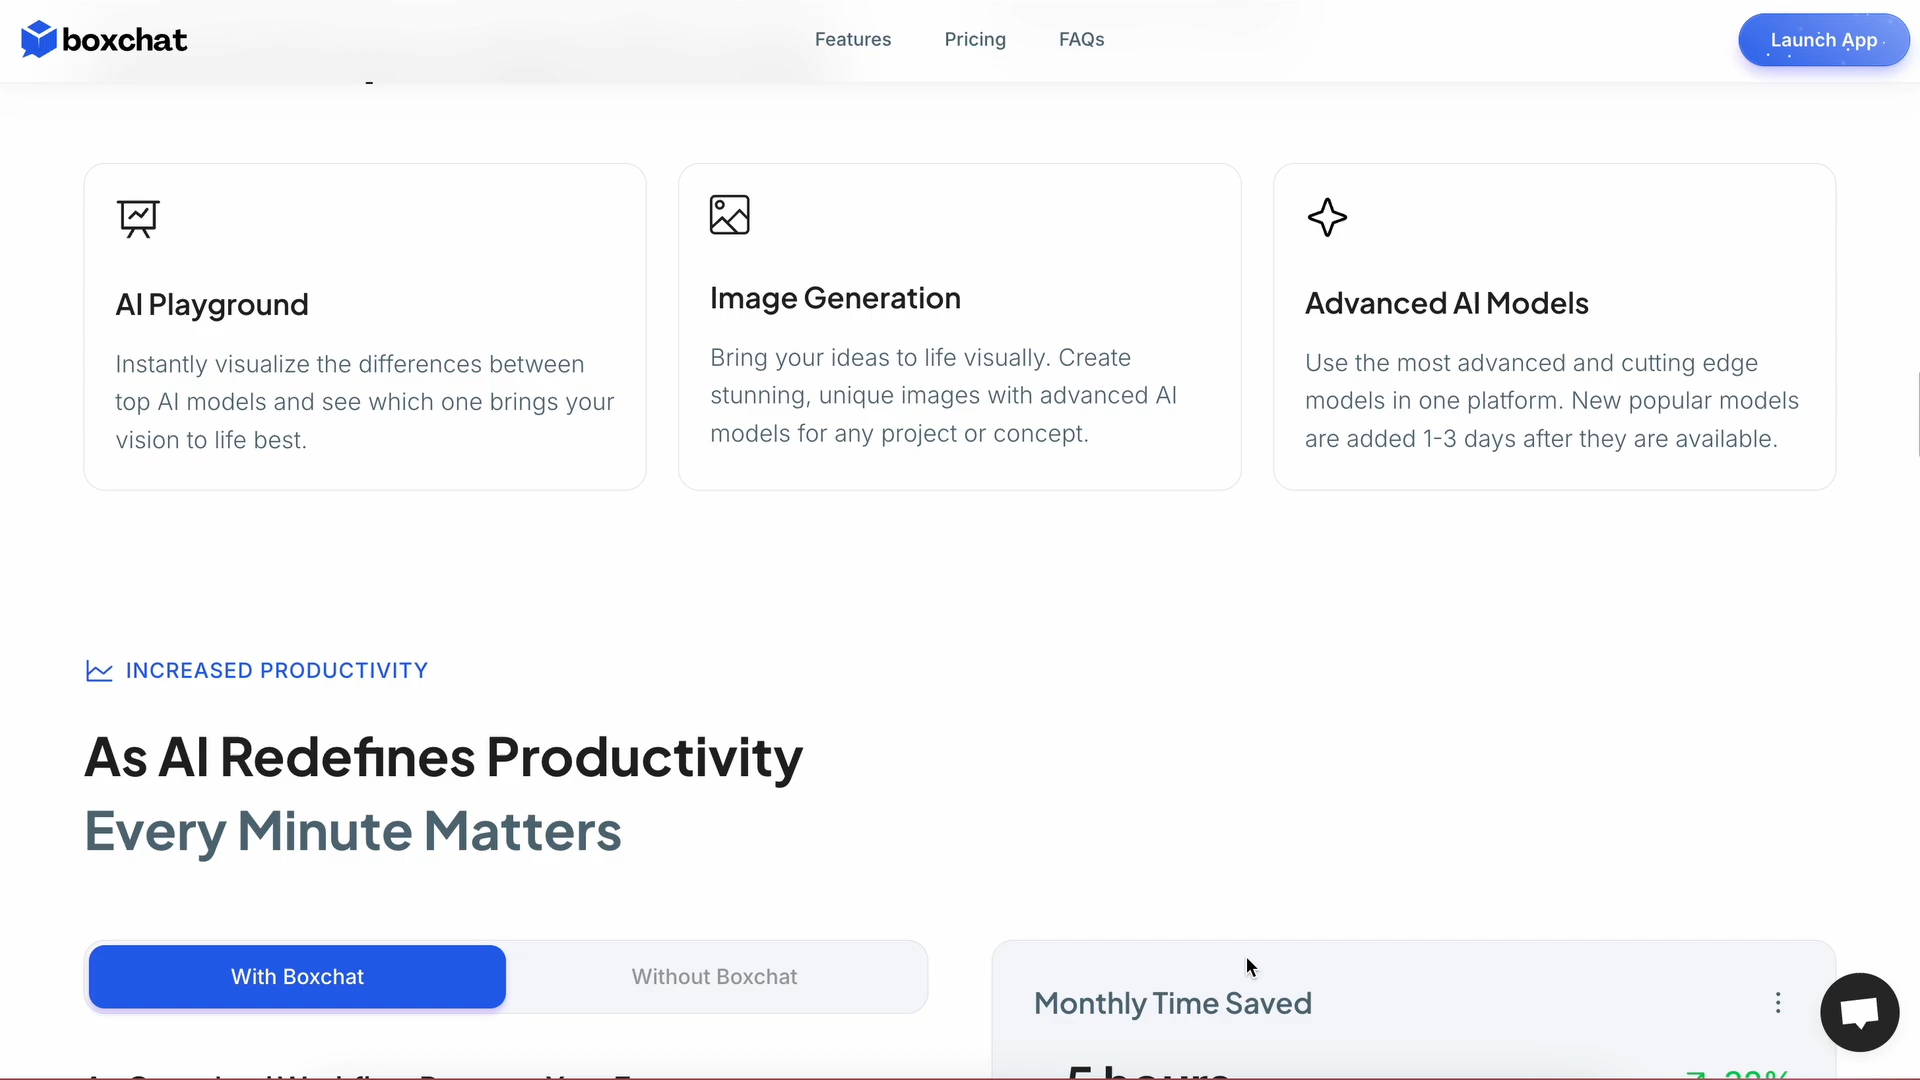 boxchat
Features
Pricing
FAQs
Launch App
AI Playground
Instantly visualize the differences between
top AI models and see which one brings your
vision to life best.
Image Generation
Bring your ideas to life visually. Create
stunning, unique images with advanced AI
models for any project or concept.
Advanced AI Models
Use the most advanced and cutting edge
models in one platform. New popular models
are added 1-3 days after they are available.
INCREASED PRODUCTIVITY
As AI Redefines Productivity
Every Minute Matters
With Boxchat
Without Boxchat
Monthly Time Saved
5 hours